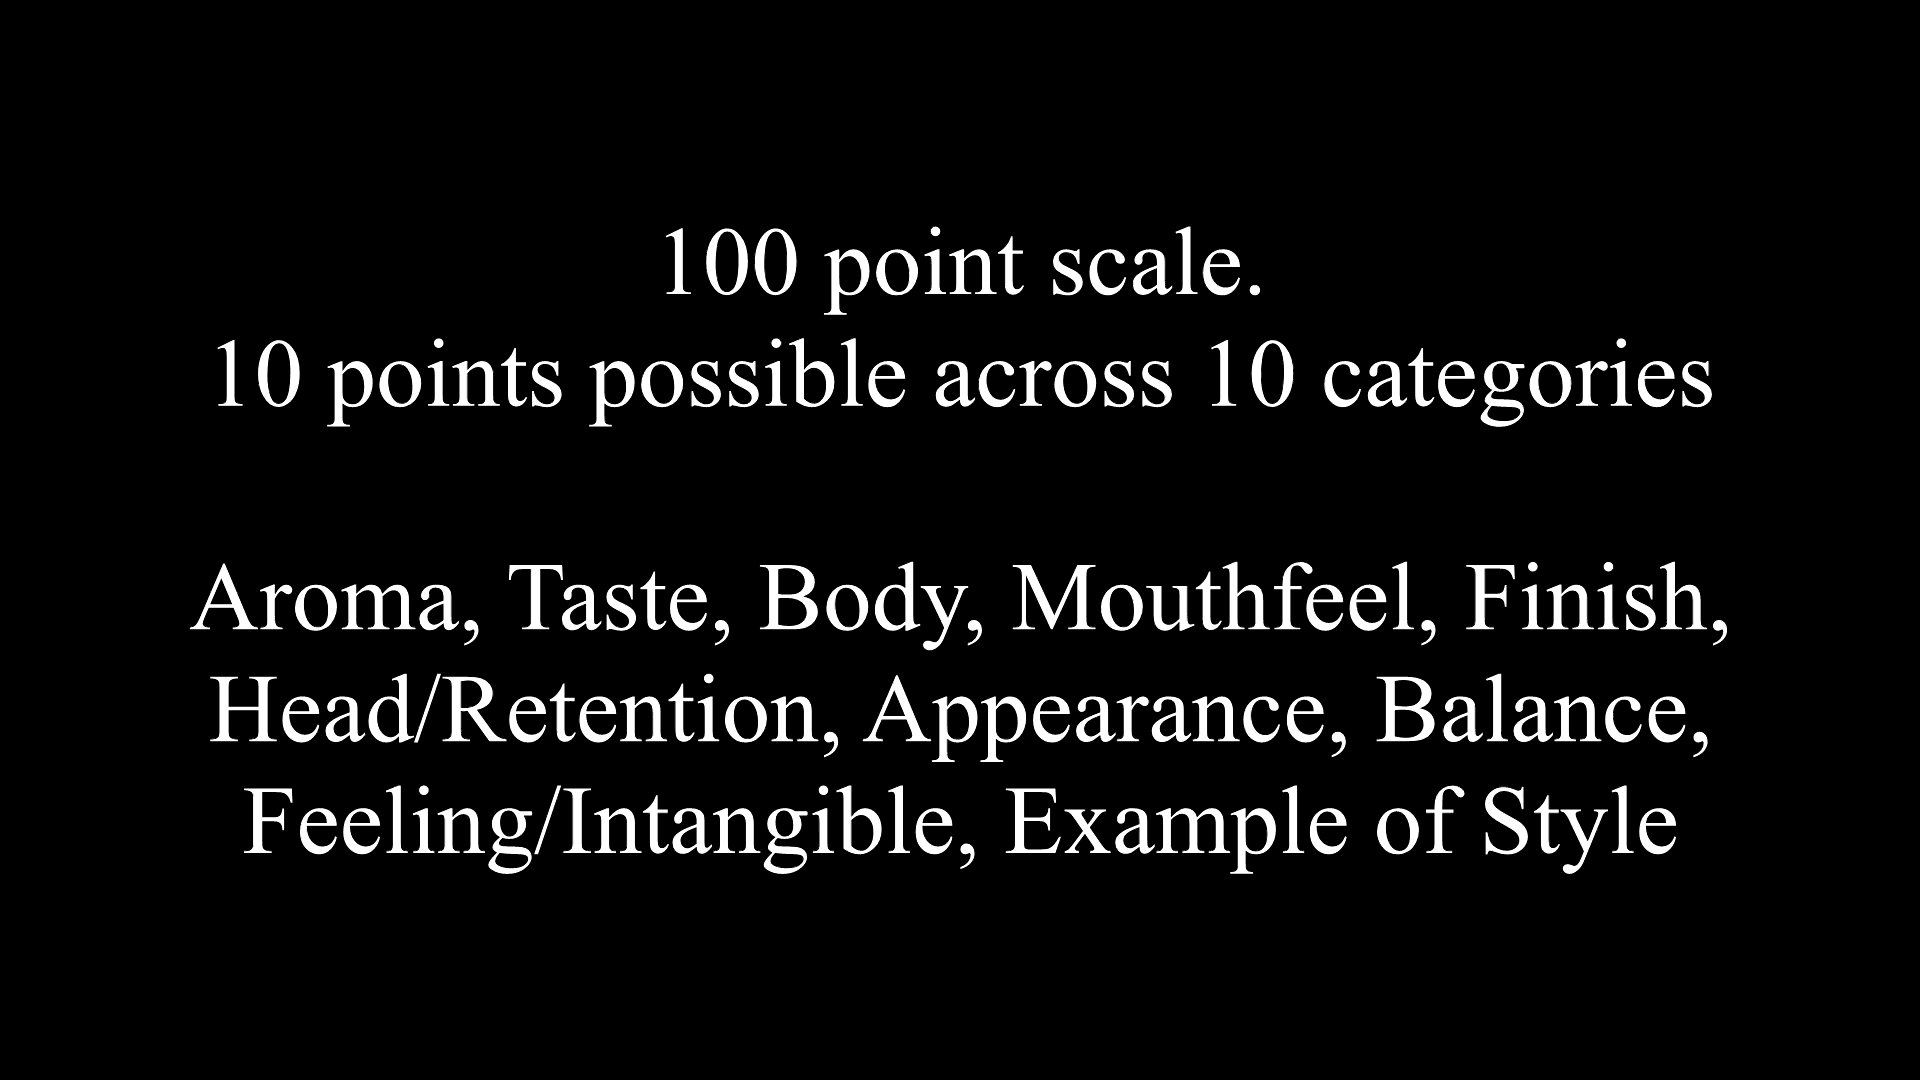 100 point scale.
10 points possible across 10 categories
Aroma, Taste, Body, Mouthfeel, Finish,
Head/Retention, Appearance, Balance,
Feeling/Intangible, Example of Style